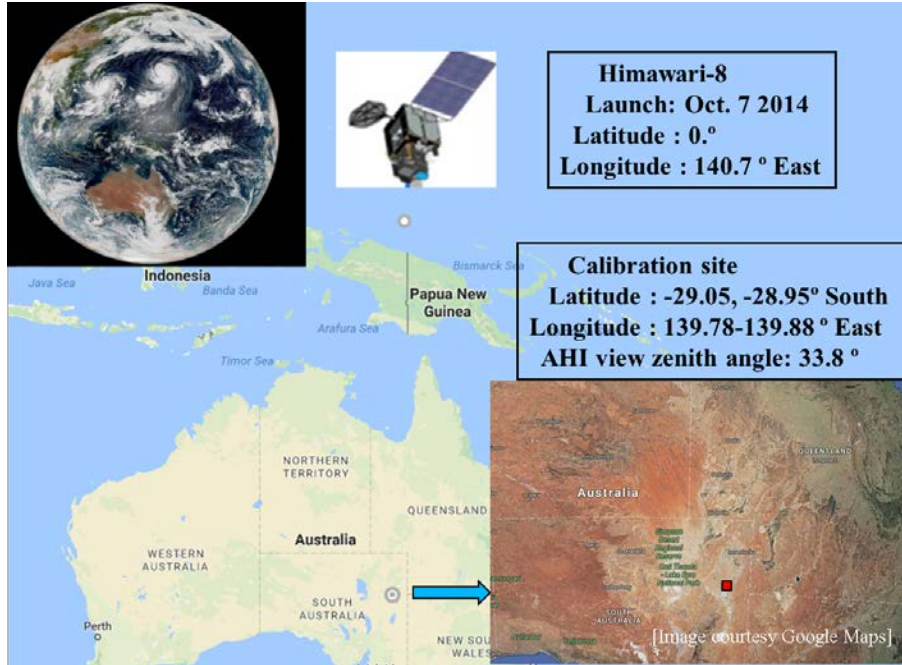 Himawari-8
Launch: Oct. 7 2014
Latitude : 0.º
Longitude : 140.7 º East
Calibration site
Latitude : -29.05, -28.95º South
Longitude : 139.78-139.88 º East
AHI view zenith angle: 33.8 º
Indonesia
Java Sea
Banda Sea
Bismarck Sea
Papua New
Guinea
Arafura Sea
Timor Sea
NORTHERN
TERRITORY
QUEENSLAND
Australia
WESTERN
AUSTRALIA
SOUTH
AUSTRALIA
Perth
NEW SOU
WALES
QUEENSLAND
Australia
SOUTH
AUSTRALIA
[Image courtesy Google Maps]